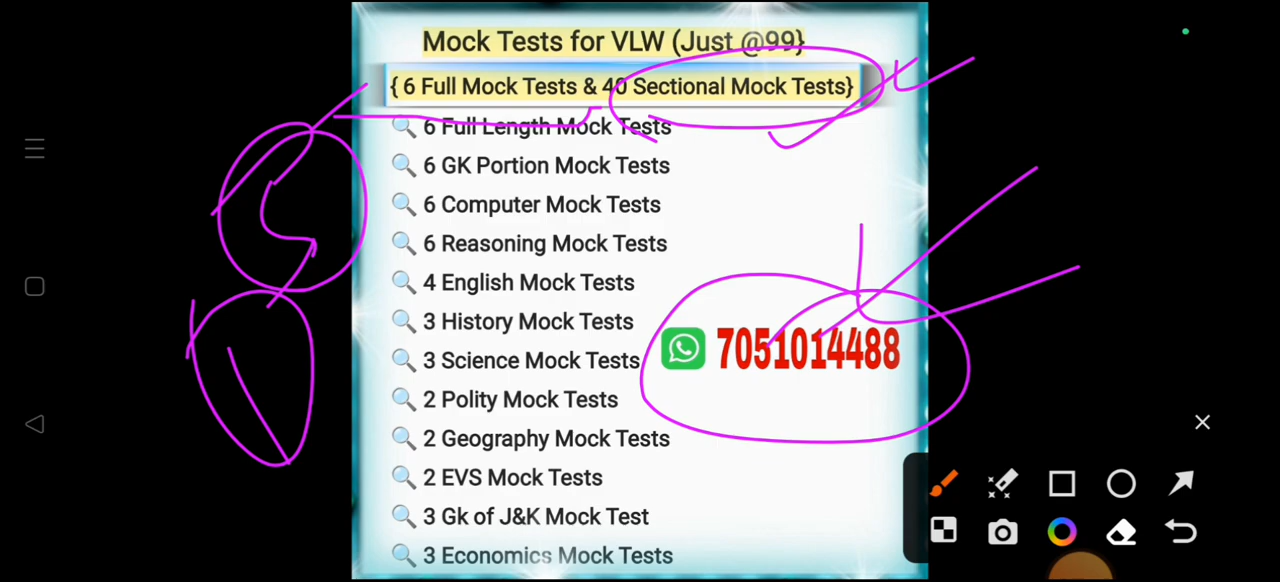 Mock Tests for VLW (Just @99}
{ 6 Full Mock Tests & 40 Sectional Mock Tests}
6 Full Length Mock Tests
6 GK Portion Mock Tests
6 Computer Mock Tests
6 Reasoning Mock Tests
4 English Mock Tests
3 History Mock Tests
3 Science Mock Tests
7051014488
2 Polity Mock Tests
2 Geography Mock Tests
2 EVS Mock Tests
3 Gk of J&K Mock Test
3 Economics Mock Tests